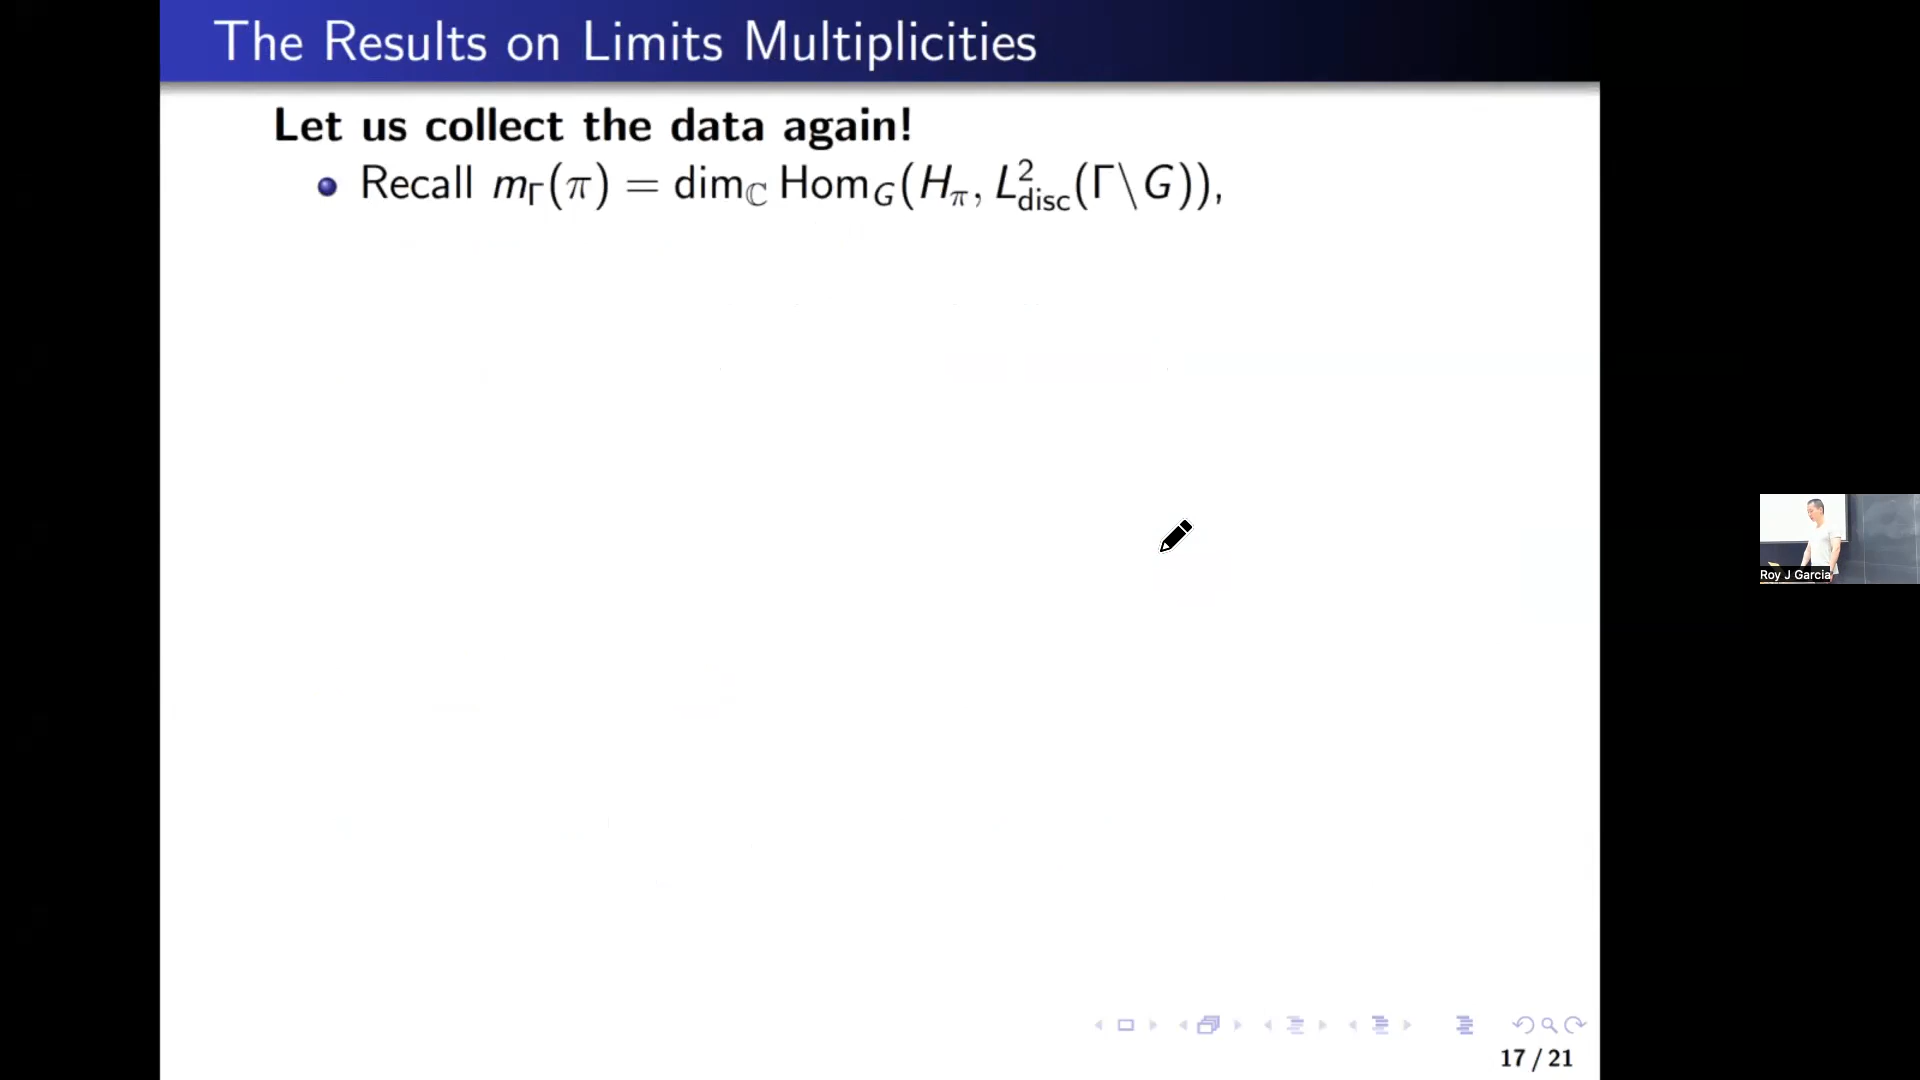 The Results on Limits Multiplicities
Let us collect the data again!
Recall m_Γ(π) = dim_ℂ Hom_G(H_π, L²_disc(Γ\G)),
Roy J Garcia
17 / 21